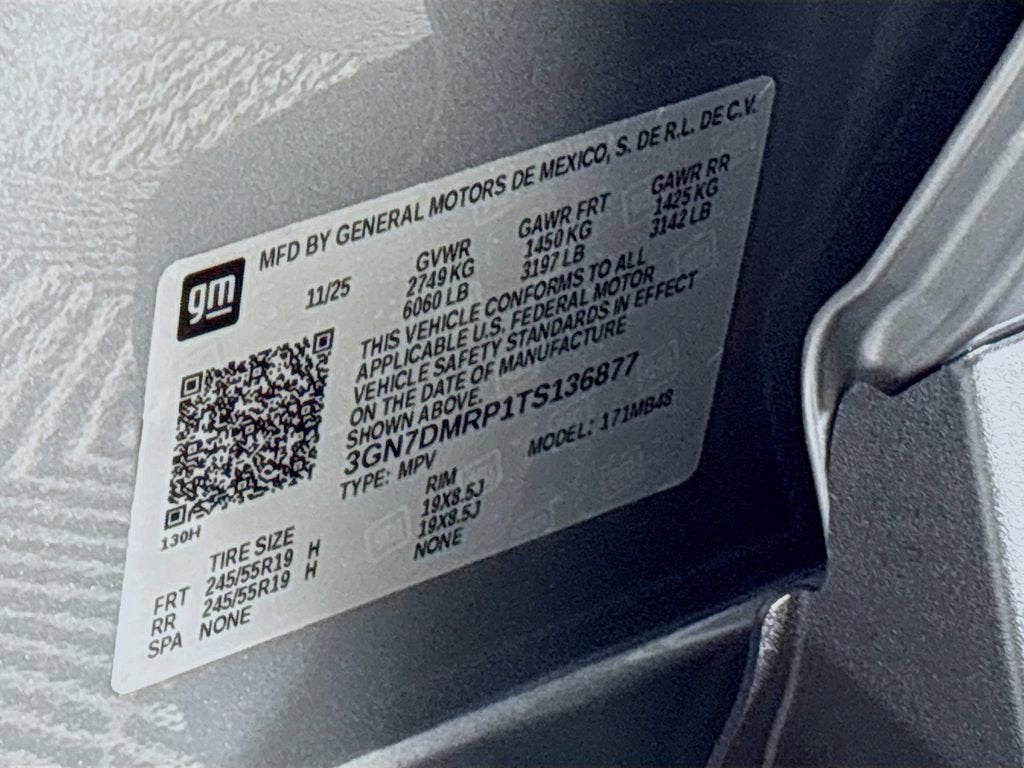 MFD BY GENERAL MOTORS DE MEXICO, S. DE R.L. DE C.V.
gm
11/25
GVWR GAWR FRT GAWR RR
2749 KG 1450 KG 1425 KG
6060 LB 3197 LB 3142 LB
THIS VEHICLE CONFORMS TO ALL
APPLICABLE U.S. FEDERAL MOTOR
VEHICLE SAFETY STANDARDS IN EFFECT
ON THE DATE OF MANUFACTURE
SHOWN ABOVE.
3GN7DMRP1TS136877
TYPE: MPV MODEL: 171MB48
130H
TIRE SIZE RIM
FRT 245/55R19 H 19X8.5J
RR 245/55R19 H 19X8.5J
SPA NONE NONE